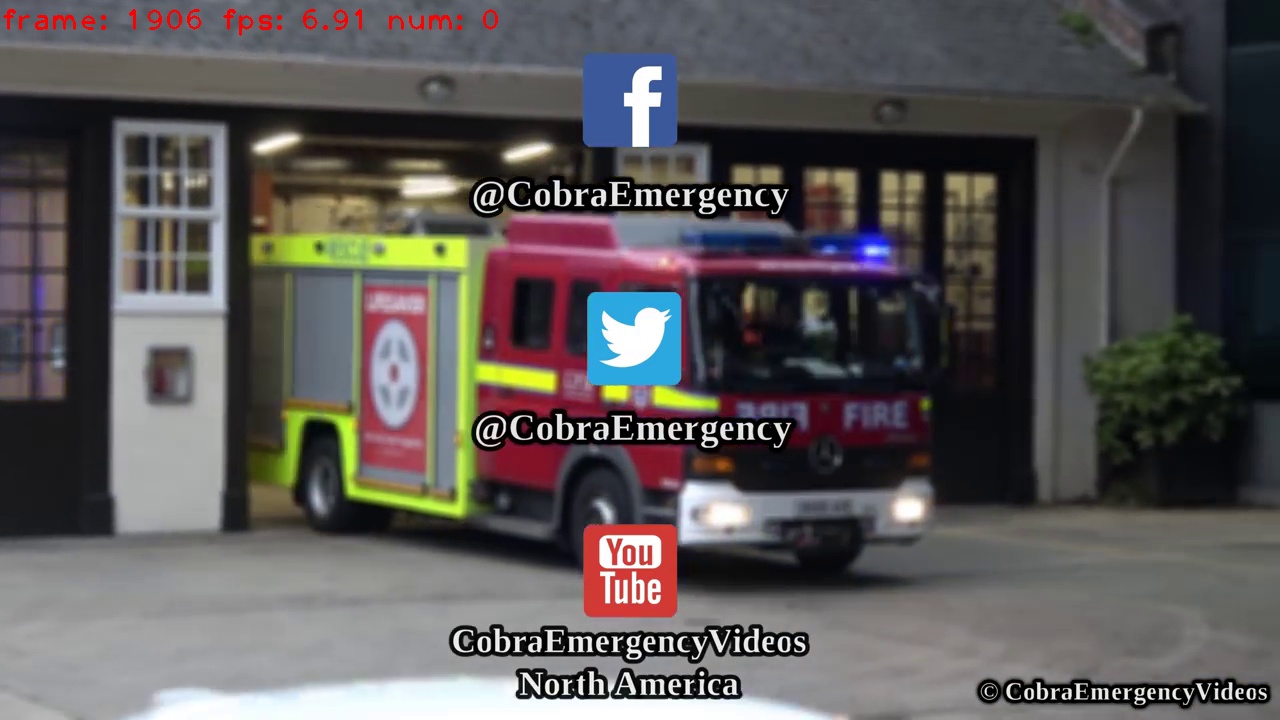 frame: 1906 fps: 6.91 num: 0
f
@CobraEmergency
@CobraEmergency
FIRE
You
Tube
CobraEmergencyVideos
North America
© CobraEmergencyVideos